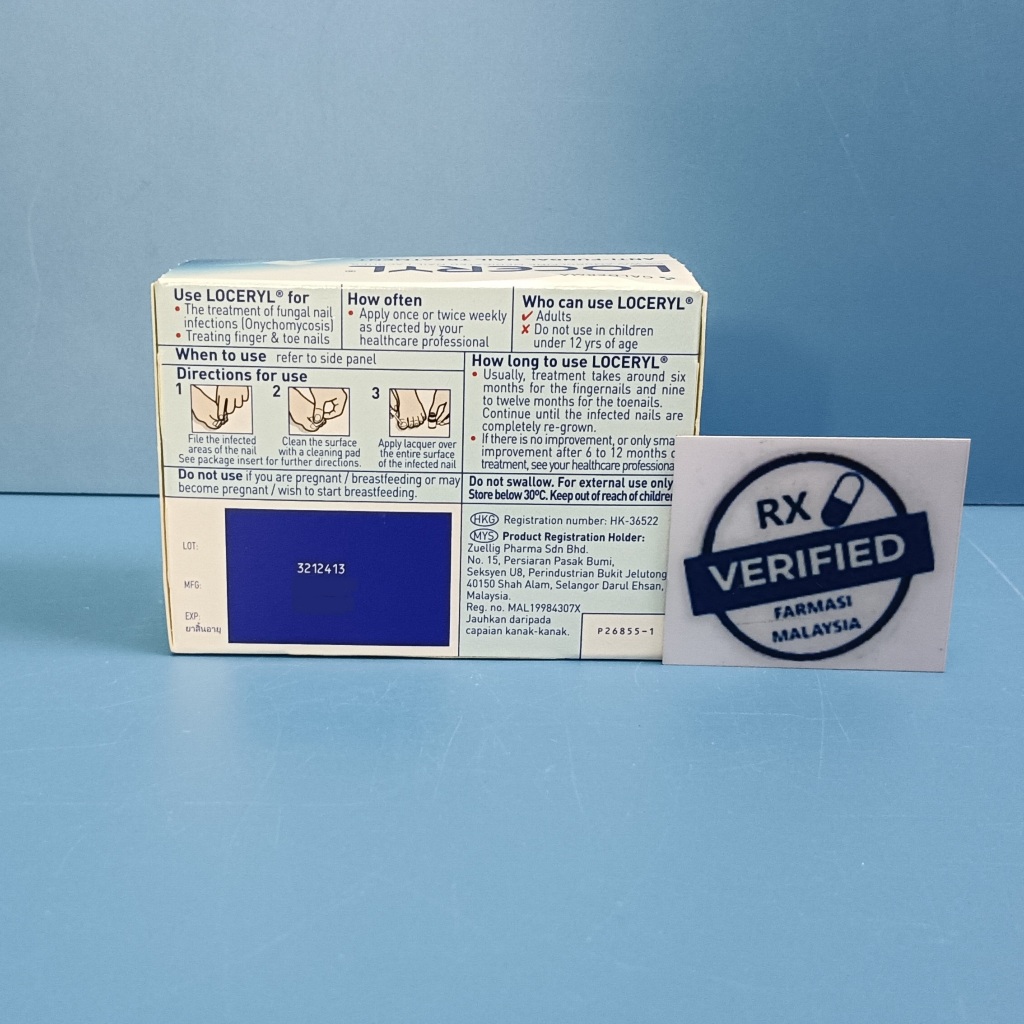 LOCERYL™
ANTI-FUNGAL NAIL TREATMENT
GALDERMA
Use LOCERYL® for
• The treatment of fungal nail
infections (Onychomycosis)
• Treating finger & toe nails
How often
• Apply once or twice weekly
as directed by your
healthcare professional
Who can use LOCERYL®
✔ Adults
✘ Do not use in children
under 12 yrs of age
When to use refer to side panel
Directions for use
1
File the infected
areas of the nail
2
Clean the surface
with a cleaning pad
3
Apply lacquer over
the entire surface
of the infected nail
See package insert for further directions.
How long to use LOCERYL®
• Usually, treatment takes around six
months for the fingernails and nine
to twelve months for the toenails.
Continue until the infected nails are
completely re-grown.
• If there is no improvement, or only
improvement after 6 to 12 months
treatment, see your healthcare
Do not use if you are pregnant / breastfeeding or may
become pregnant / wish to start breastfeeding.
Do not swallow. For external use only
Store below 30ºC. Keep out of reach of
LOT:
3212413
MFG:
EXP:
ยาสิ้นอายุ
HKG Registration number: HK-36522
MYS Product Registration Holder:
Zuellig Pharma Sdn Bhd.
No. 15, Persiaran Pasak Bumi,
Seksyen U8, Perindustrian Bukit Jelutong
40150 Shah Alam, Selangor Darul Ehsan,
Malaysia.
Reg. no. MAL19984307X
Jauhkan daripada
capaian kanak-kanak.
P26855-1
RX
VERIFIED
FARMASI
MALAYSIA